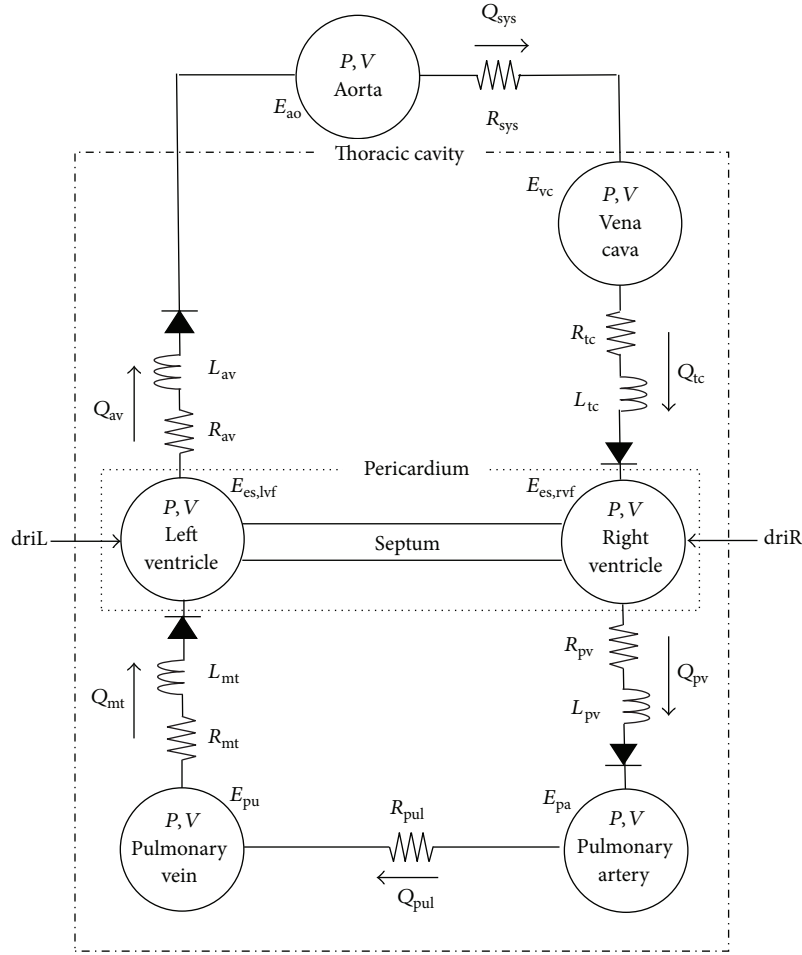 Q_sys
P, V
Aorta
E_ao
R_sys
Thoracic cavity
E_vc
P, V
Vena
cava
R_tc
Q_tc
L_tc
L_av
Q_av
R_av
Pericardium
E_es,lvf
E_es,rvf
P, V
Left
ventricle
driL
Septum
P, V
Right
ventricle
driR
R_pv
Q_pv
L_pv
L_mt
Q_mt
R_mt
E_pu
P, V
Pulmonary
vein
R_pul
Q_pul
E_pa
P, V
Pulmonary
artery